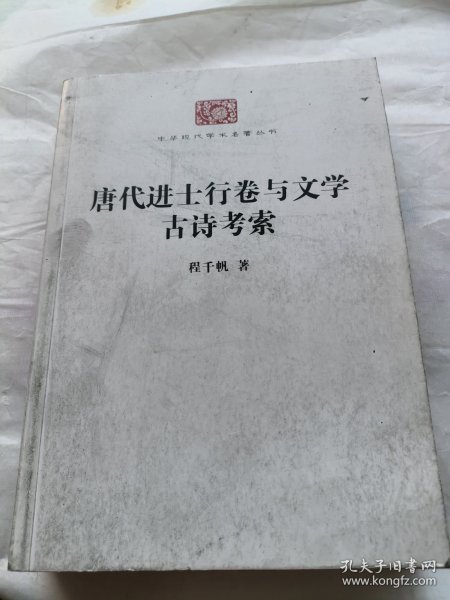 中华现代学术名著丛书
唐代进士行卷与文学
古诗考索
程千帆 著
孔夫子旧书网
www.kongfz.com